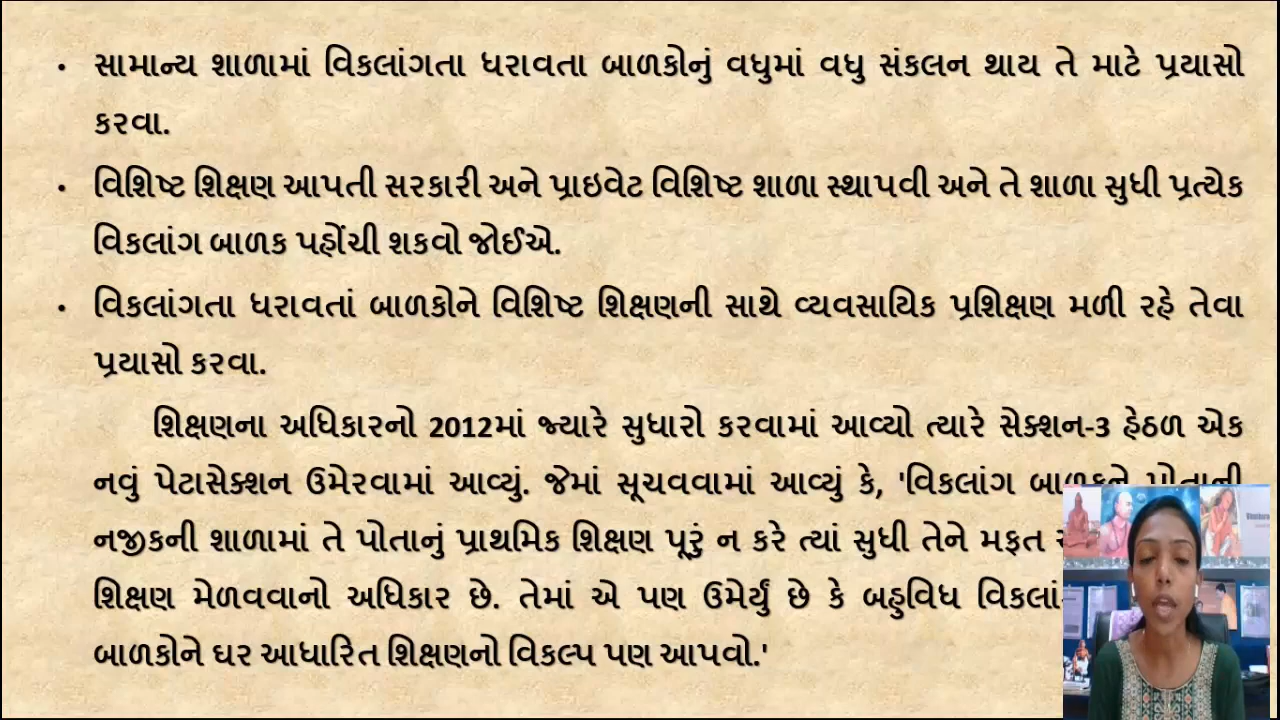 • સામાન્ય શાળામાં વિકલાંગતા ધરાવતા બાળકોનું વધુમાં વધુ સંકલન થાય તે માટે પ્રયાસો
કરવા.
• વિશિષ્ટ શિક્ષણ આપતી સરકારી અને પ્રાઇવેટ વિશિષ્ટ શાળા સ્થાપવી અને તે શાળા સુધી પ્રત્યેક
વિકલાંગ બાળક પહોંચી શકવો જોઈએ.
• વિકલાંગતા ધરાવતાં બાળકોને વિશિષ્ટ શિક્ષણની સાથે વ્યવસાયિક પ્રશિક્ષણ મળી રહે તેવા
પ્રયાસો કરવા.
શિક્ષણના અધિકારનો 2012માં જ્યારે સુધારો કરવામાં આવ્યો ત્યારે સેક્શન-3 હેઠળ એક
નવું પેટાસેક્શન ઉમેરવામાં આવ્યું. જેમાં સૂચવવામાં આવ્યું કે, 'વિકલાંગ બાળકને પોતાની
નજીકની શાળામાં તે પોતાનું પ્રાથમિક શિક્ષણ પૂરું ન કરે ત્યાં સુધી તેને મફત
શિક્ષણ મેળવવાનો અધિકાર છે. તેમાં એ પણ ઉમેર્યું છે કે બહુવિધ
બાળકોને ઘર આધારિત શિક્ષણનો વિકલ્પ પણ આપવો.'